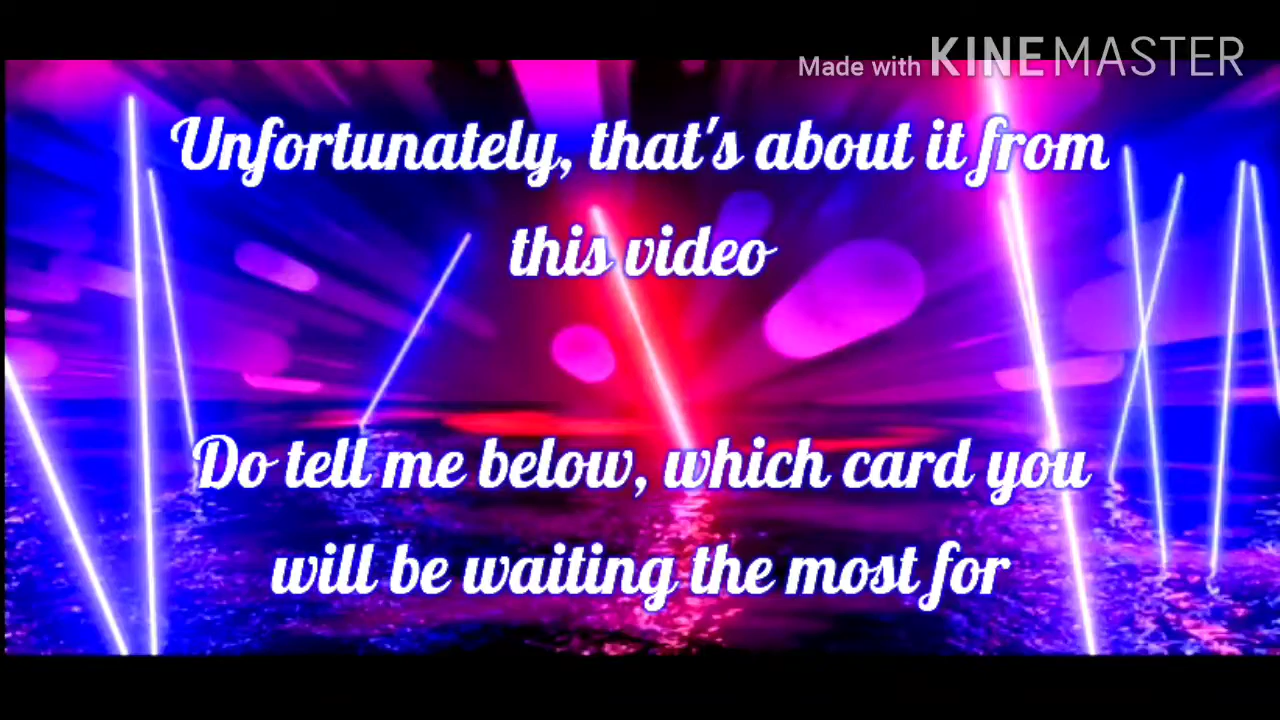 Made with KINEMASTER
Unfortunately, that's about it from
this video
Do tell me below, which card you
will be waiting the most for